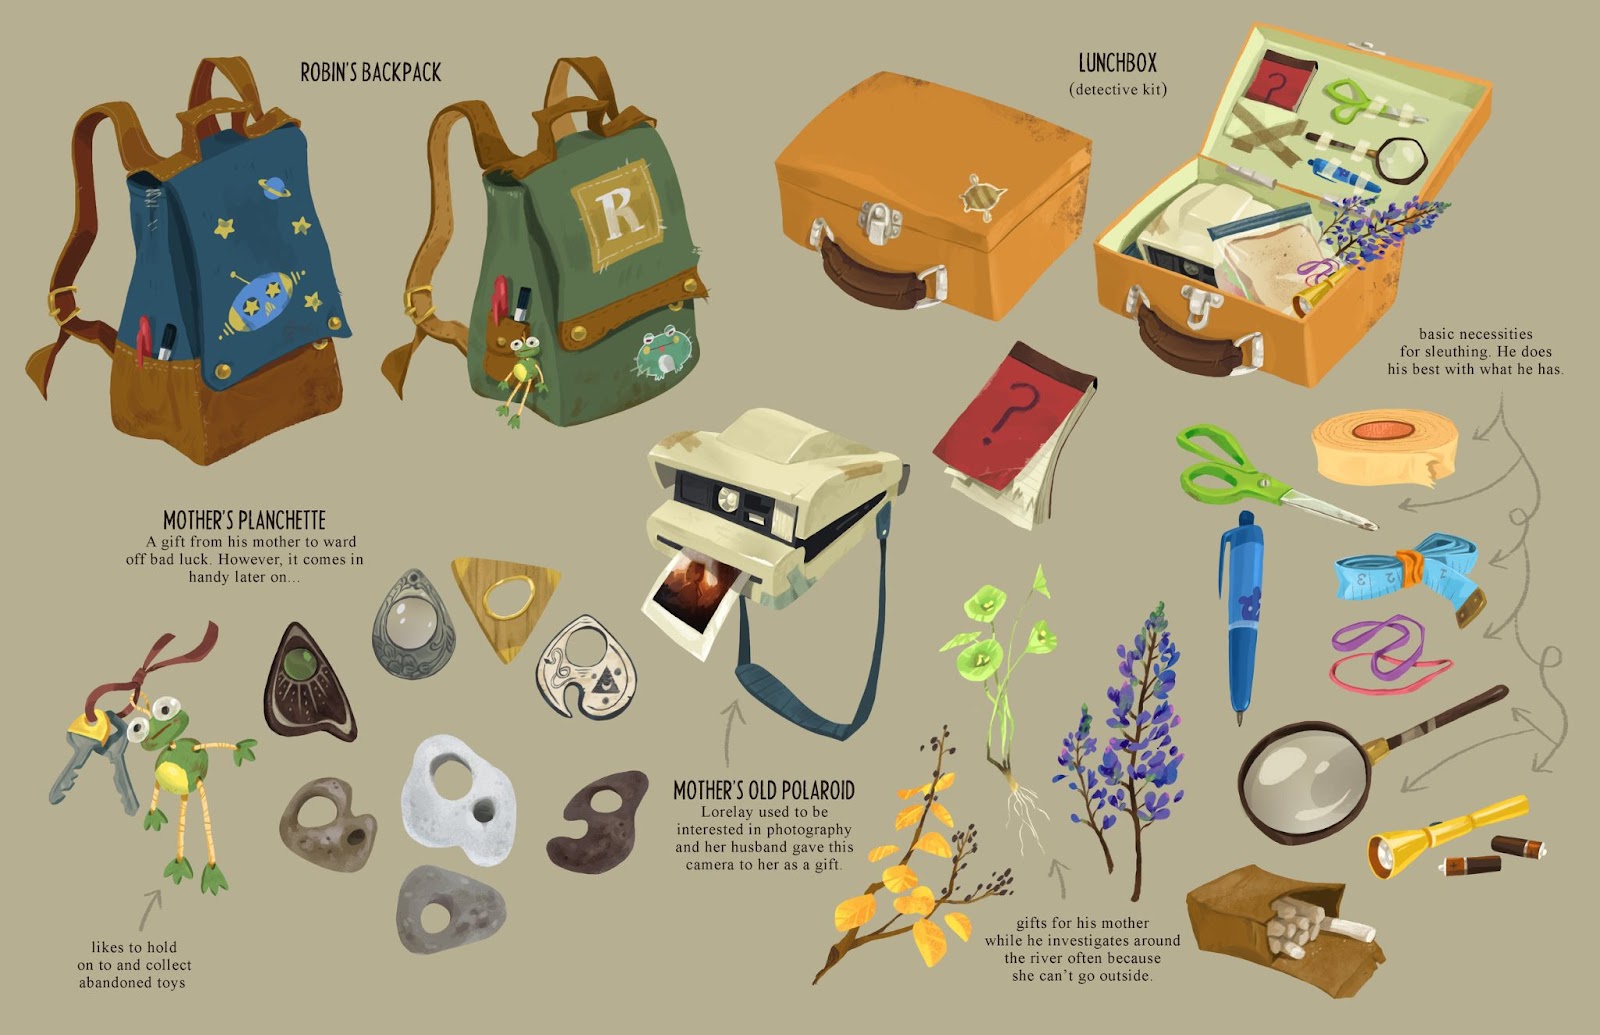 ROBIN'S BACKPACK
R
LUNCHBOX
(detective kit)
?
basic necessities
for sleuthing. He does
his best with what he has.
?
MOTHER'S PLANCHETTE
A gift from his mother to ward
off bad luck. However, it comes in
handy later on...
3 2 1
MOTHER'S OLD POLAROID
Lorelay used to be
interested in photography
and her husband gave this
camera to her as a gift.
likes to hold
on to and collect
abandoned toys
gifts for his mother
while he investigates around
the river often because
she can't go outside.